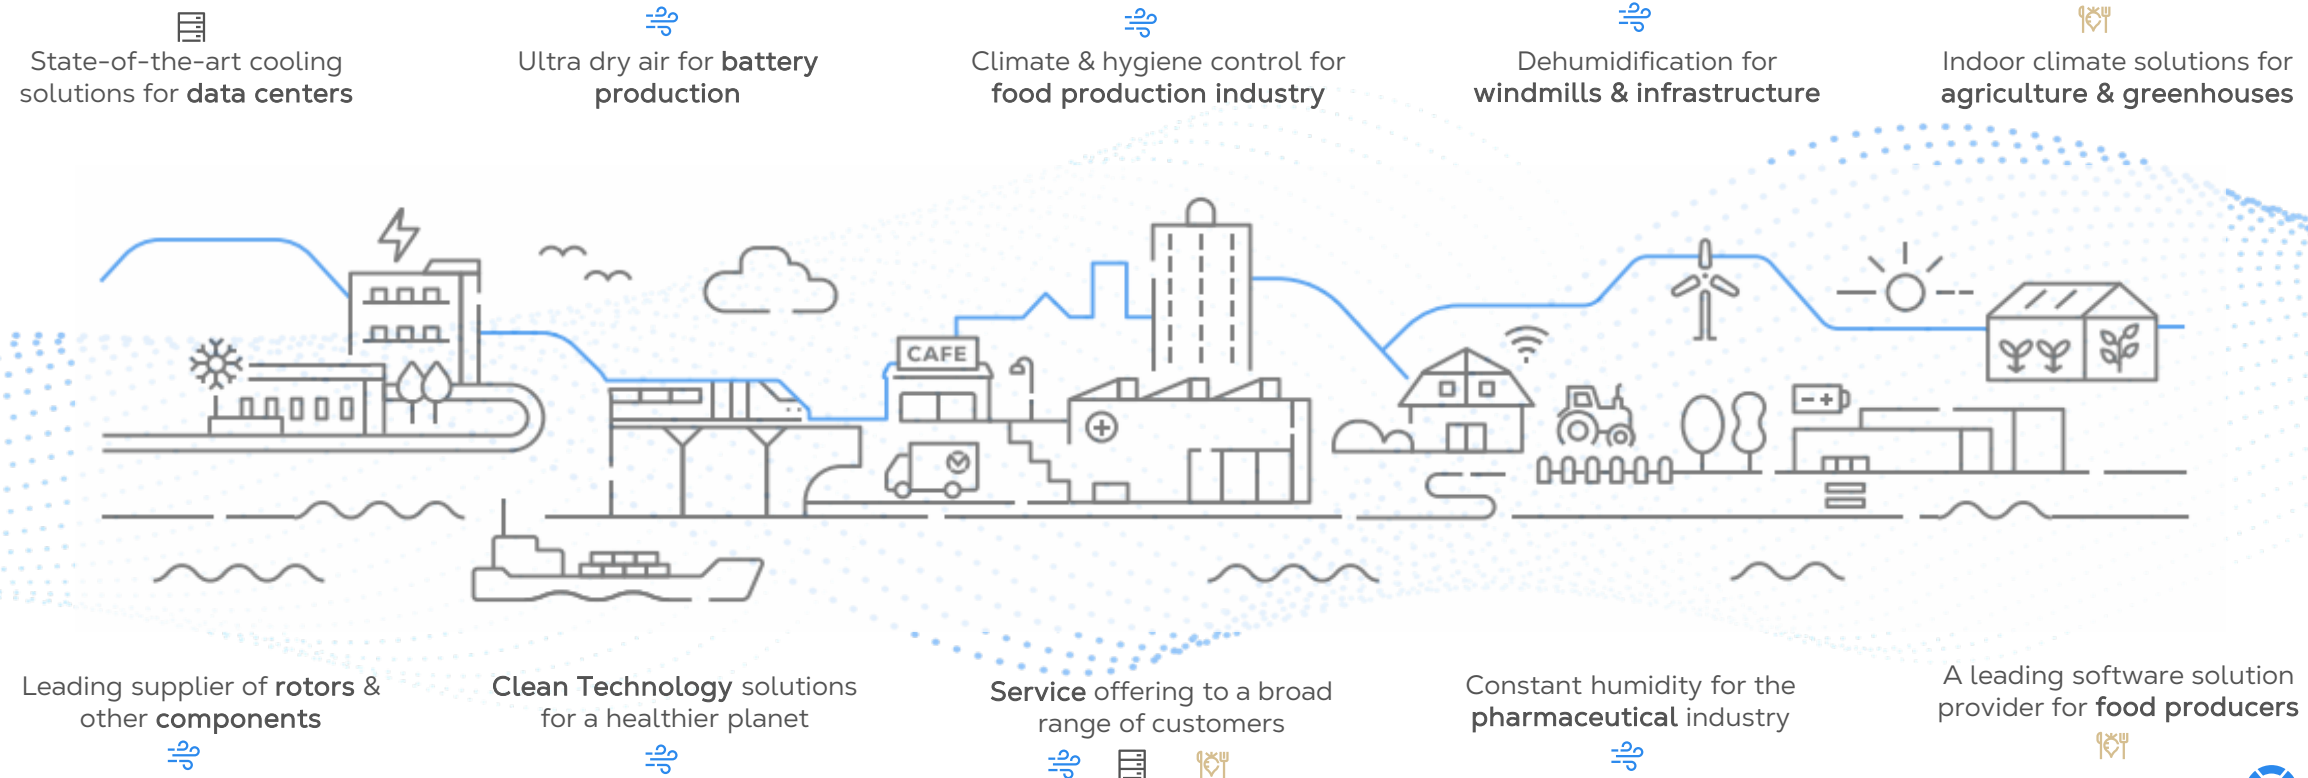 State-of-the-art cooling
solutions for data centers
Ultra dry air for battery
production
Climate & hygiene control for
food production industry
Dehumidification for
windmills & infrastructure
Indoor climate solutions for
agriculture & greenhouses
CAFE
Leading supplier of rotors &
other components
Clean Technology solutions
for a healthier planet
Service offering to a broad
range of customers
Constant humidity for the
pharmaceutical industry
A leading software solution
provider for food producers